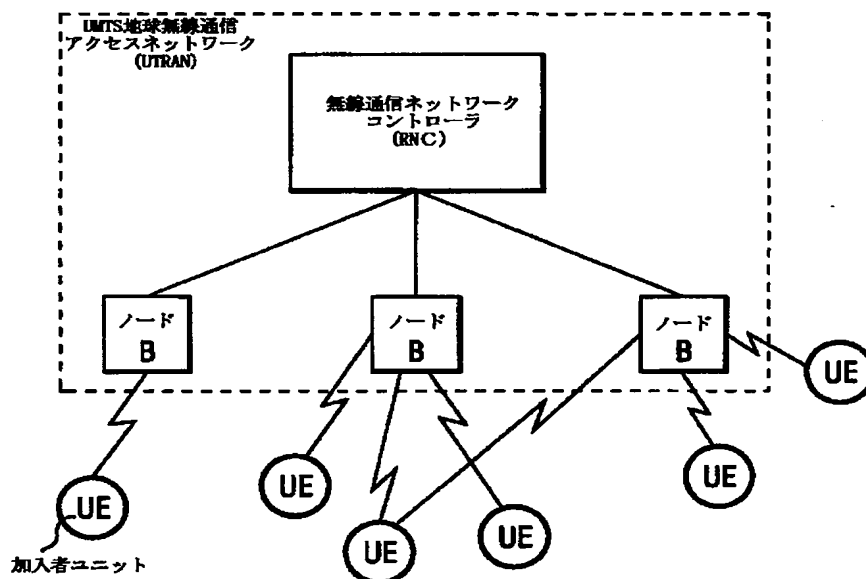 UMTS地球無線通信
アクセスネットワーク
(UTRAN)
無線通信ネットワーク
コントローラ
(RNC)
ノード
B
ノード
B
ノード
B
UE
UE
UE
UE
UE
UE
加入者ユニット